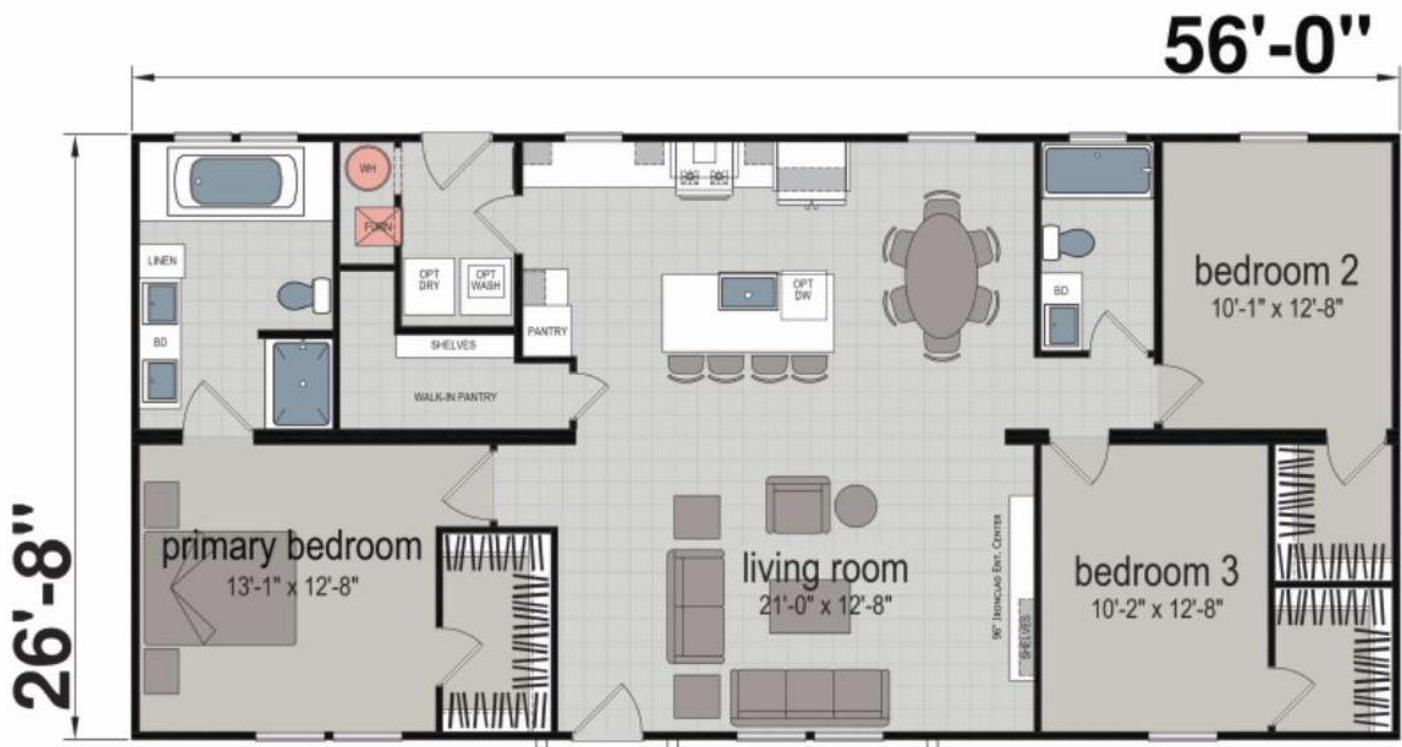 56'-0"
26'-8"
WH
FURN
LINEN
BD
OPT
DRY
OPT
WASH
PANTRY
SHELVES
WALK-IN PANTRY
OPT
DW
BD
bedroom 2
10'-1" x 12'-8"
primary bedroom
13'-1" x 12'-8"
living room
21'-0" x 12'-8"
96" IRONCLAD ENT. CENTER
SHELVES
bedroom 3
10'-2" x 12'-8"